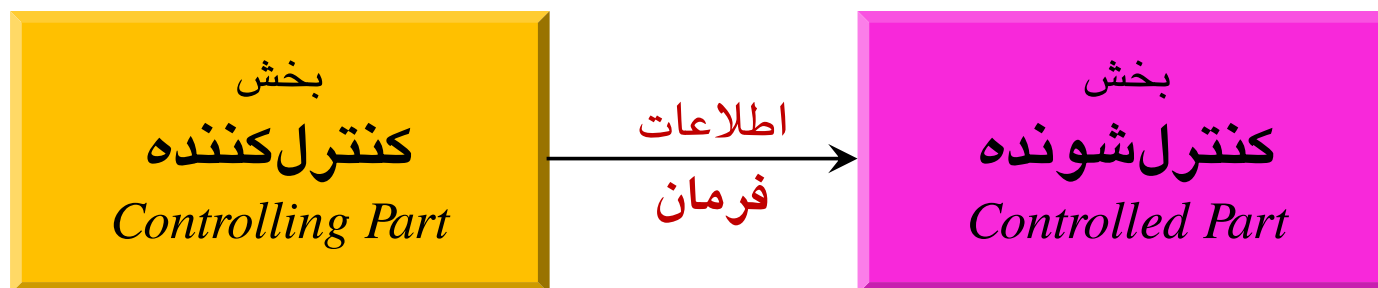 بخش
کنترل‌کننده
Controlling Part
اطلاعات
فرمان
بخش
کنترل‌شونده
Controlled Part